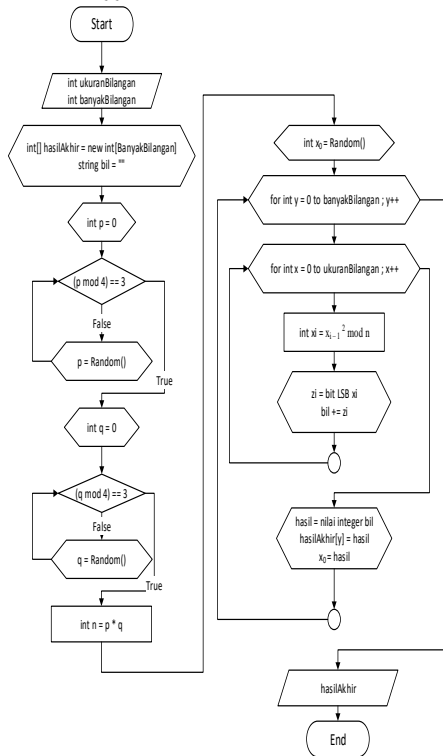 Start
int ukuranBilangan
int banyakBilangan
int[] hasilAkhir = new int[BanyakBilangan]
string bil = ""
int p = 0
(p mod 4) == 3
False
p = Random()
True
int q = 0
(q mod 4) == 3
False
q = Random()
True
int n = p * q
int x₀ = Random()
for int y = 0 to banyakBilangan ; y++
for int x = 0 to ukuranBilangan ; x++
int xi = xᵢ₋₁² mod n
zi = bit LSB xi
bil += zi
hasil = nilai integer bil
hasilAkhir[y] = hasil
x₀ = hasil
hasilAkhir
End